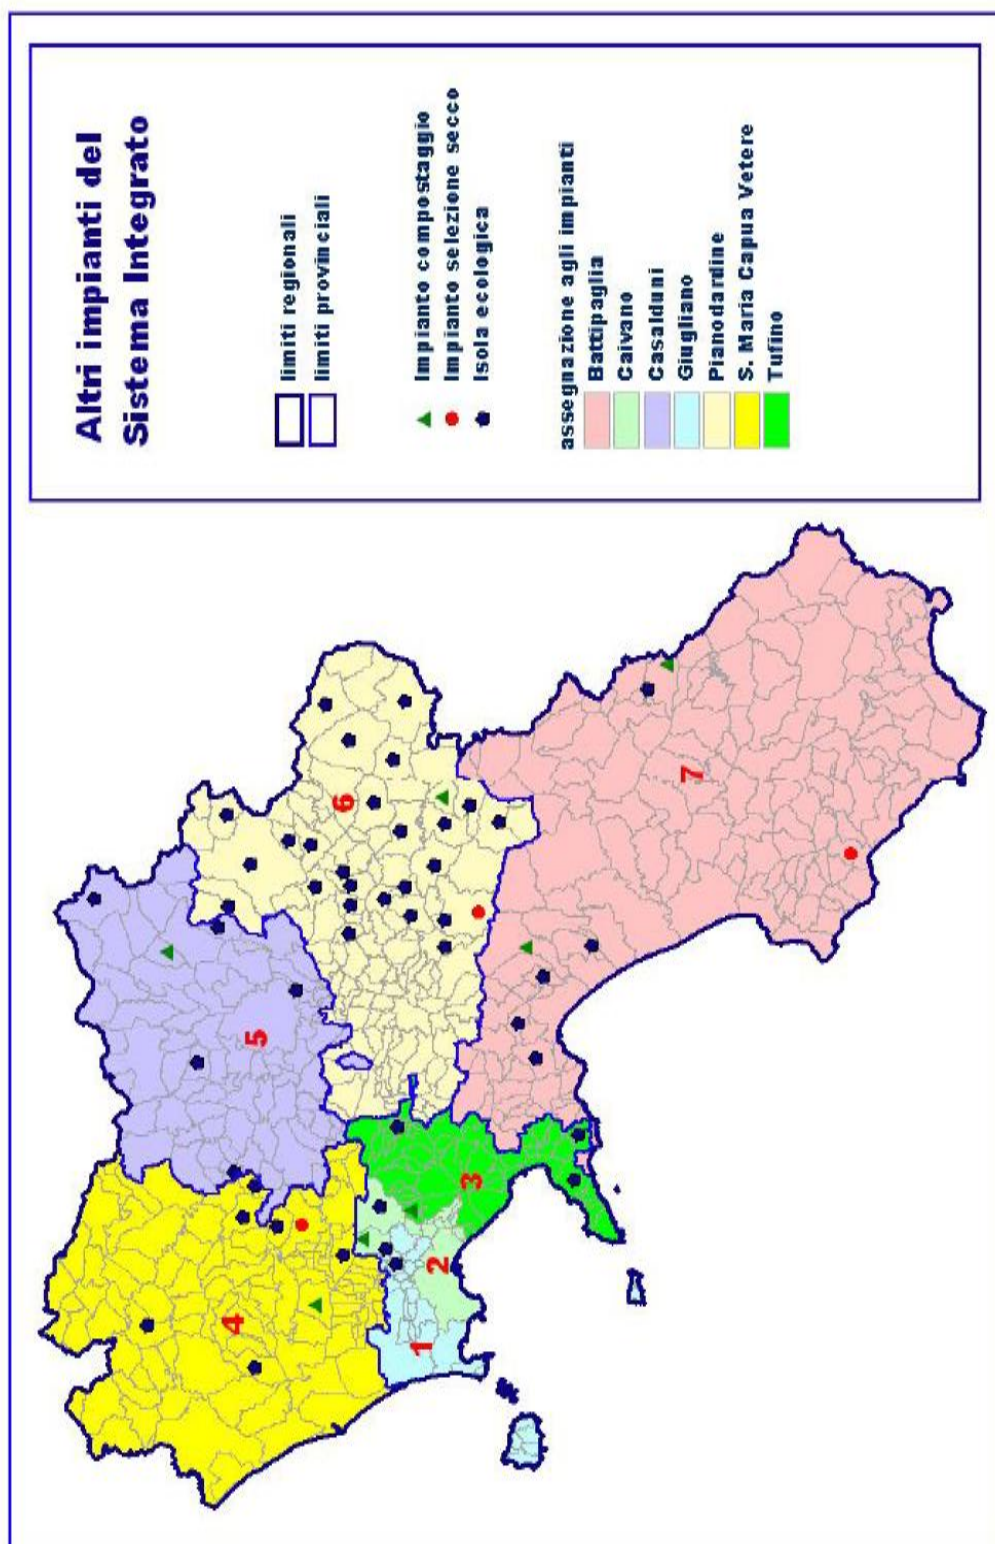 Altri impianti del
Sistema Integrato
limiti regionali
limiti provinciali
Impianto compostaggio
Impianto selezione secco
Isola ecologica
assegnazione agli impianti
Battipaglia
Caivano
Casalduni
Giugliano
Pianodardine
S. Maria Capua Vetere
Tufino
1
2
3
4
5
6
7